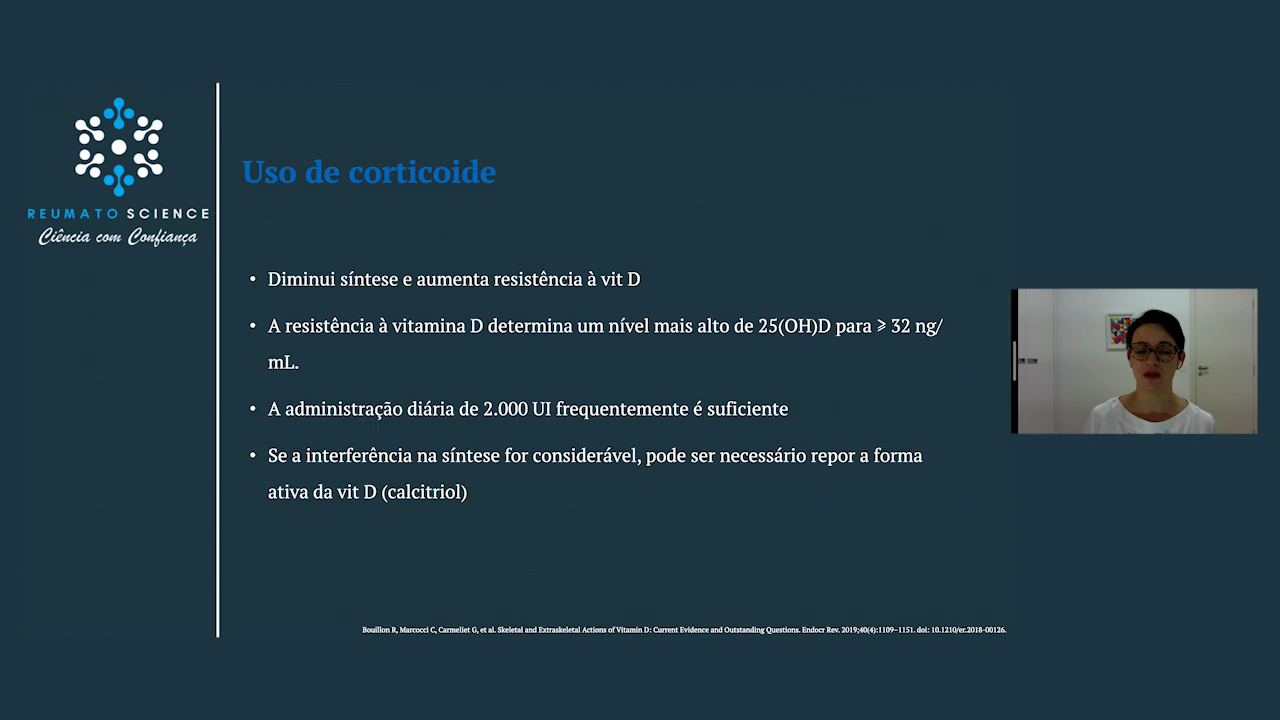 REUMATO SCIENCE
Ciência com Confiança
Uso de corticoide
• Diminui síntese e aumenta resistência à vit D
• A resistência à vitamina D determina um nível mais alto de 25(OH)D para > 32 ng/
mL.
• A administração diária de 2.000 UI frequentemente é suficiente
• Se a interferência na síntese for considerável, pode ser necessário repor a forma
ativa da vit D (calcitriol)
Bouillon R, Marcocci C, Carmeliet G, et al. Skeletal and Extraskeletal Actions of Vitamin D: Current Evidence and Outstanding Questions. Endocr Rev. 2019;40(4):1109–1151. doi: 10.1210/er.2018-00126.